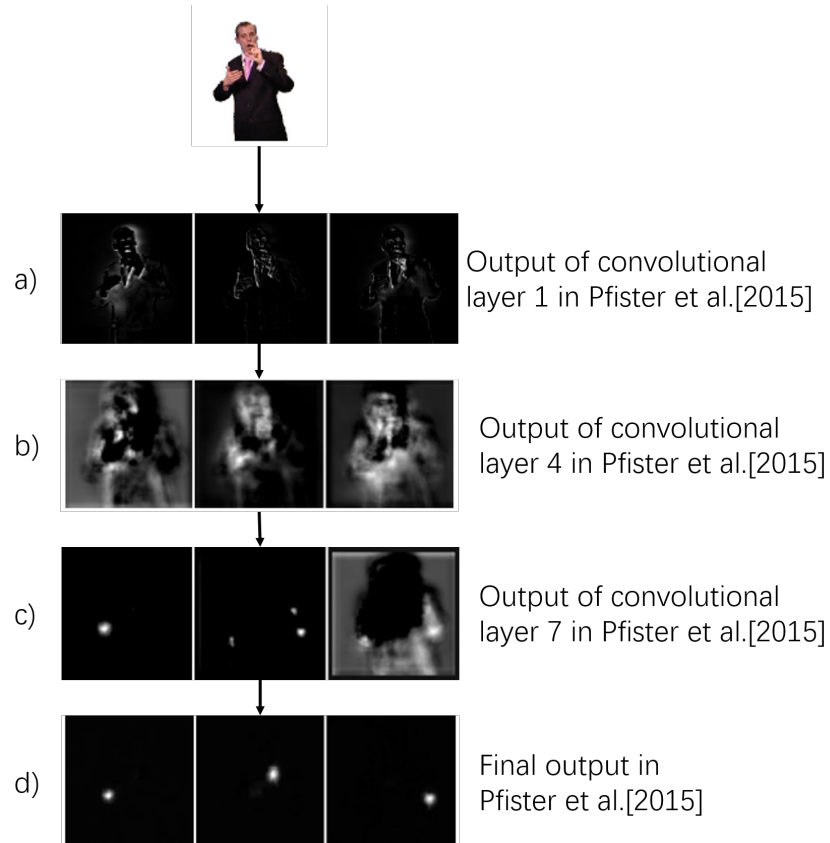 a)
Output of convolutional
layer 1 in Pfister et al.[2015]
b)
Output of convolutional
layer 4 in Pfister et al.[2015]
c)
Output of convolutional
layer 7 in Pfister et al.[2015]
d)
Final output in
Pfister et al.[2015]